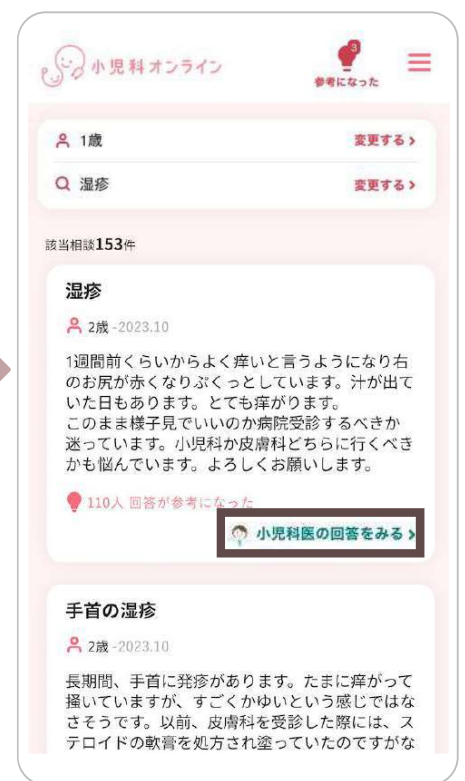 小児科オンライン
3
参考になった
1歳 変更する
湿疹 変更する
該当相談153件
湿疹
2歳 -2023.10
1週間前くらいからよく痒いと言うようになり右
のお尻が赤くなりぷくっとしています。汁が出て
いた日もあります。とても痒がります。
このまま様子見でいいのか病院受診するべきか
迷っています。小児科か皮膚科どちらに行くべき
かも悩んでいます。よろしくお願いします。
110人 回答が参考になった
小児科医の回答をみる
手首の湿疹
2歳 -2023.10
長期間、手首に発疹があります。たまに痒がって
掻いていますが、すごくかゆいという感じではな
さそうです。以前、皮膚科を受診した際には、ス
テロイドの軟膏を処方され塗っていたのですがな